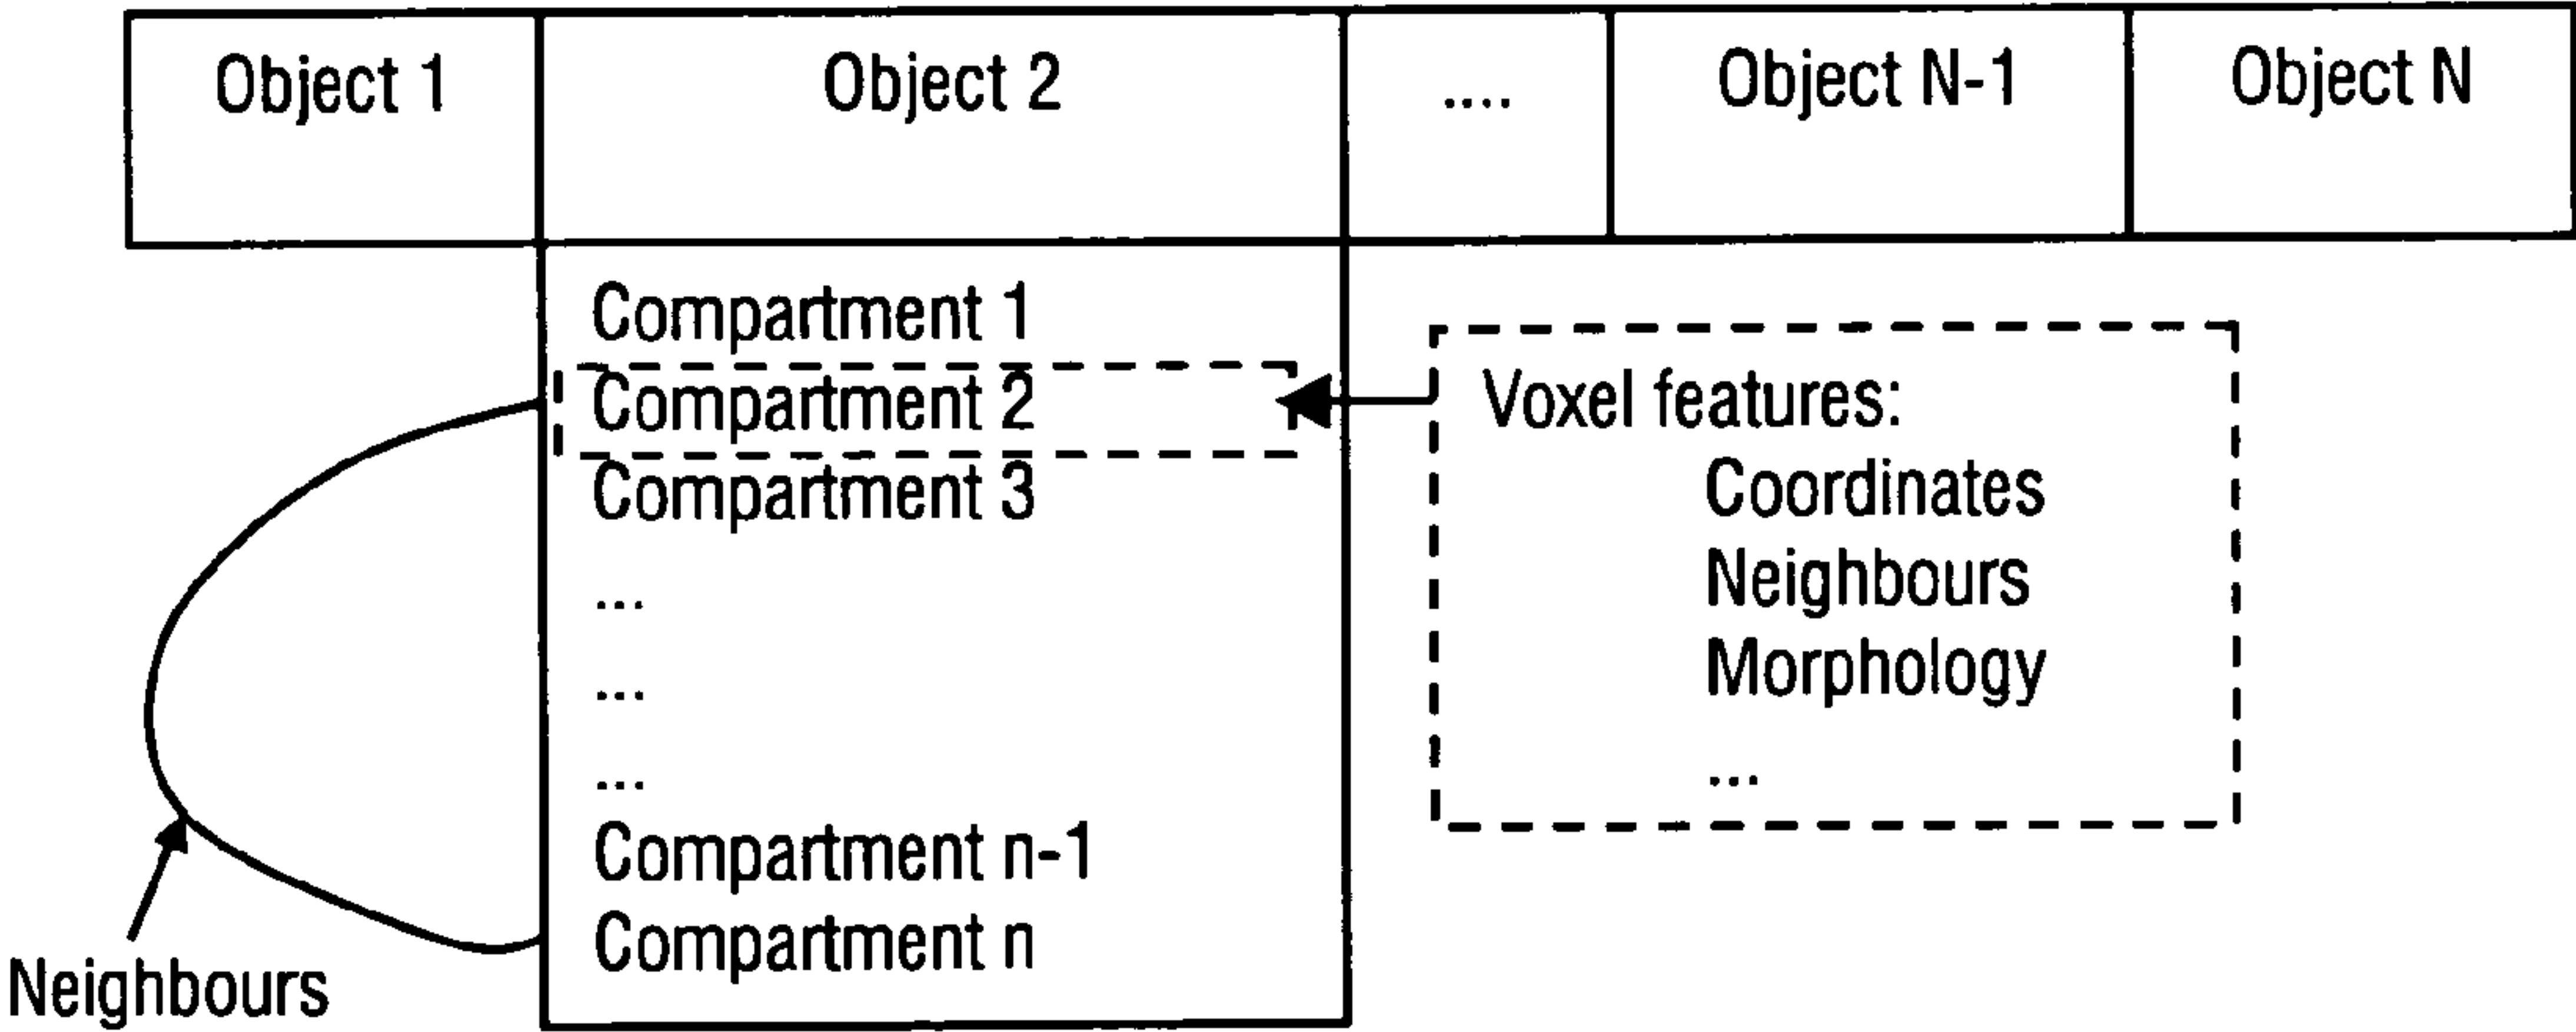 Object 1 Object 2 .... Object N-1 Object N
Compartment 1
Compartment 2
Compartment 3
...
...
...
Compartment n-1
Compartment n
Voxel features:
Coordinates
Neighbours
Morphology
...
Neighbours